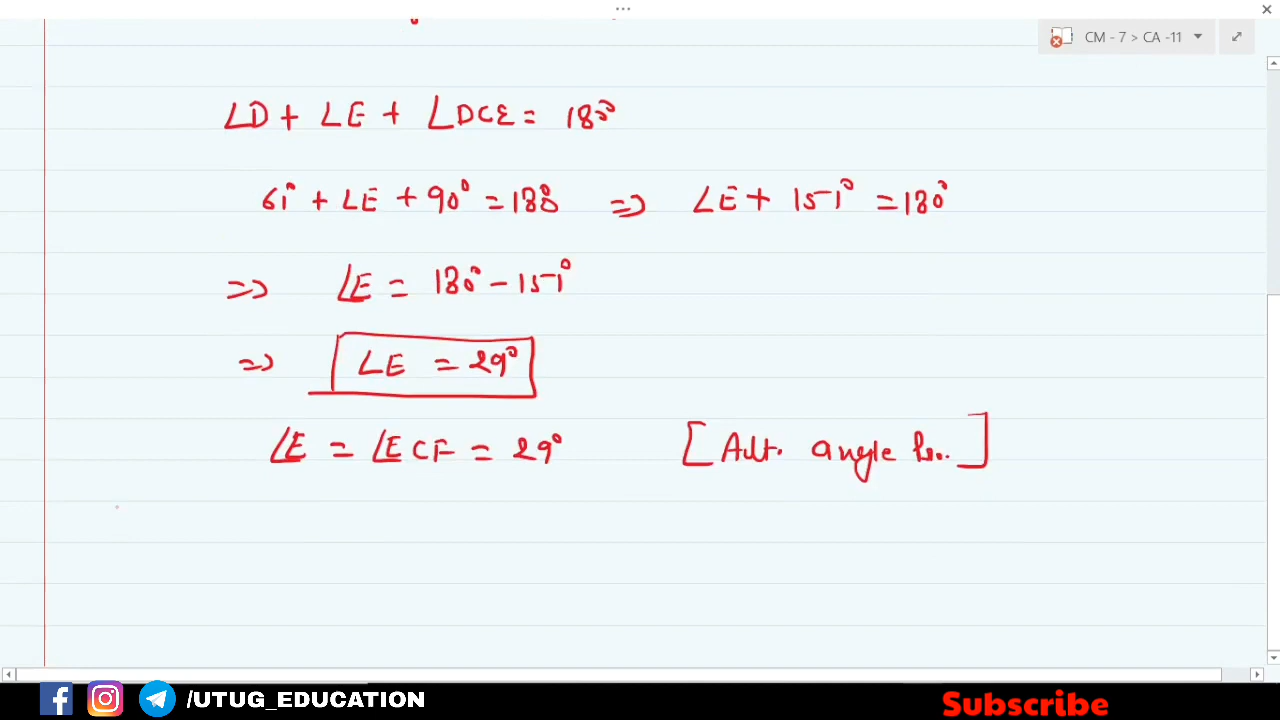 CM - 7 > CA -11
∠D + ∠E + ∠DCE = 180°
61° + ∠E + 90° = 180 => ∠E + 151° = 180°
=> ∠E = 180° - 151°
=> ∠E = 29°
∠E = ∠ECF = 29° [Alt. angle Pro.]
/UTUG_EDUCATION
Subscribe